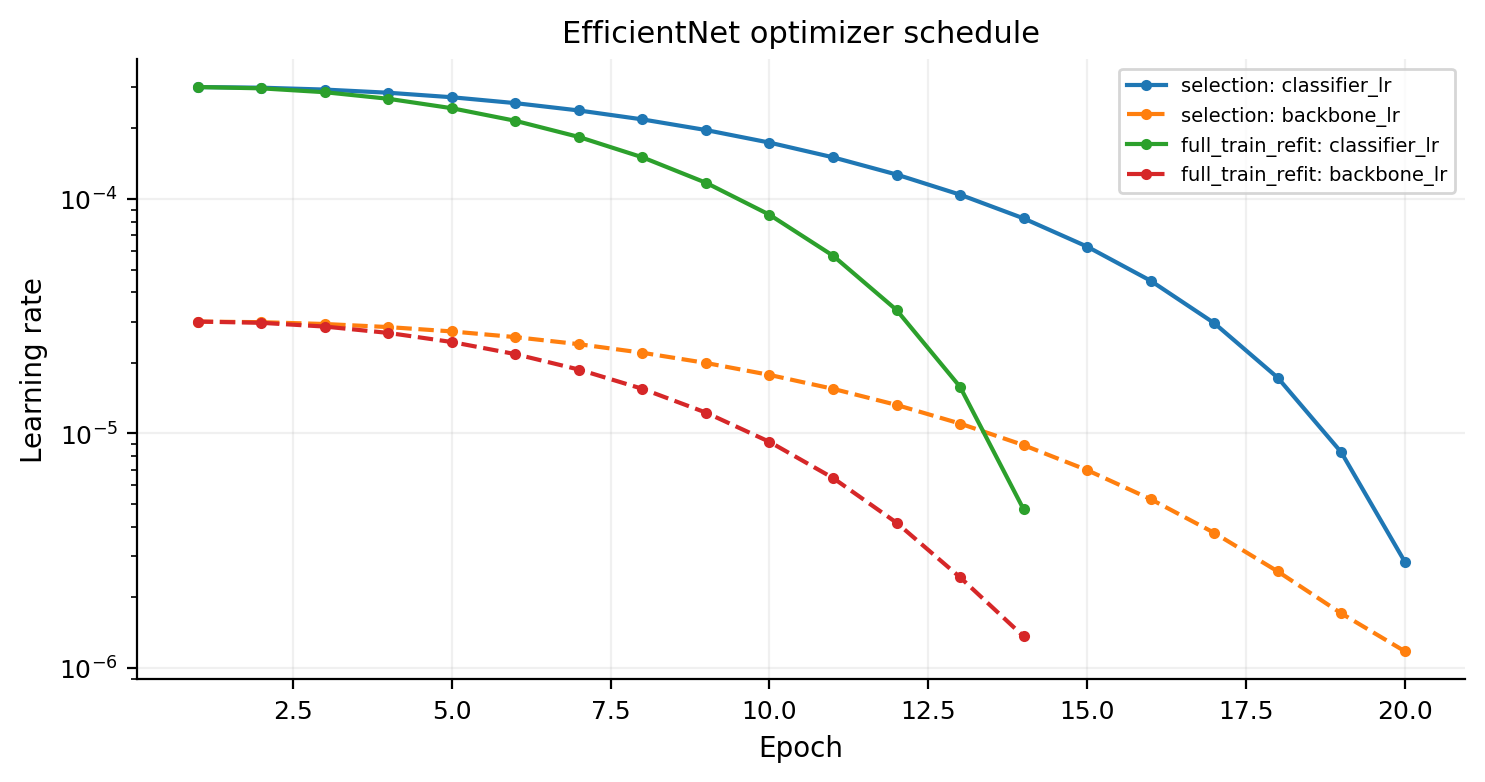 EfficientNet optimizer schedule
selection: classifier_lr
selection: backbone_lr
full_train_refit: classifier_lr
full_train_refit: backbone_lr
Learning rate
10⁻⁴
10⁻⁵
10⁻⁶
2.5 5.0 7.5 10.0 12.5 15.0 17.5 20.0
Epoch